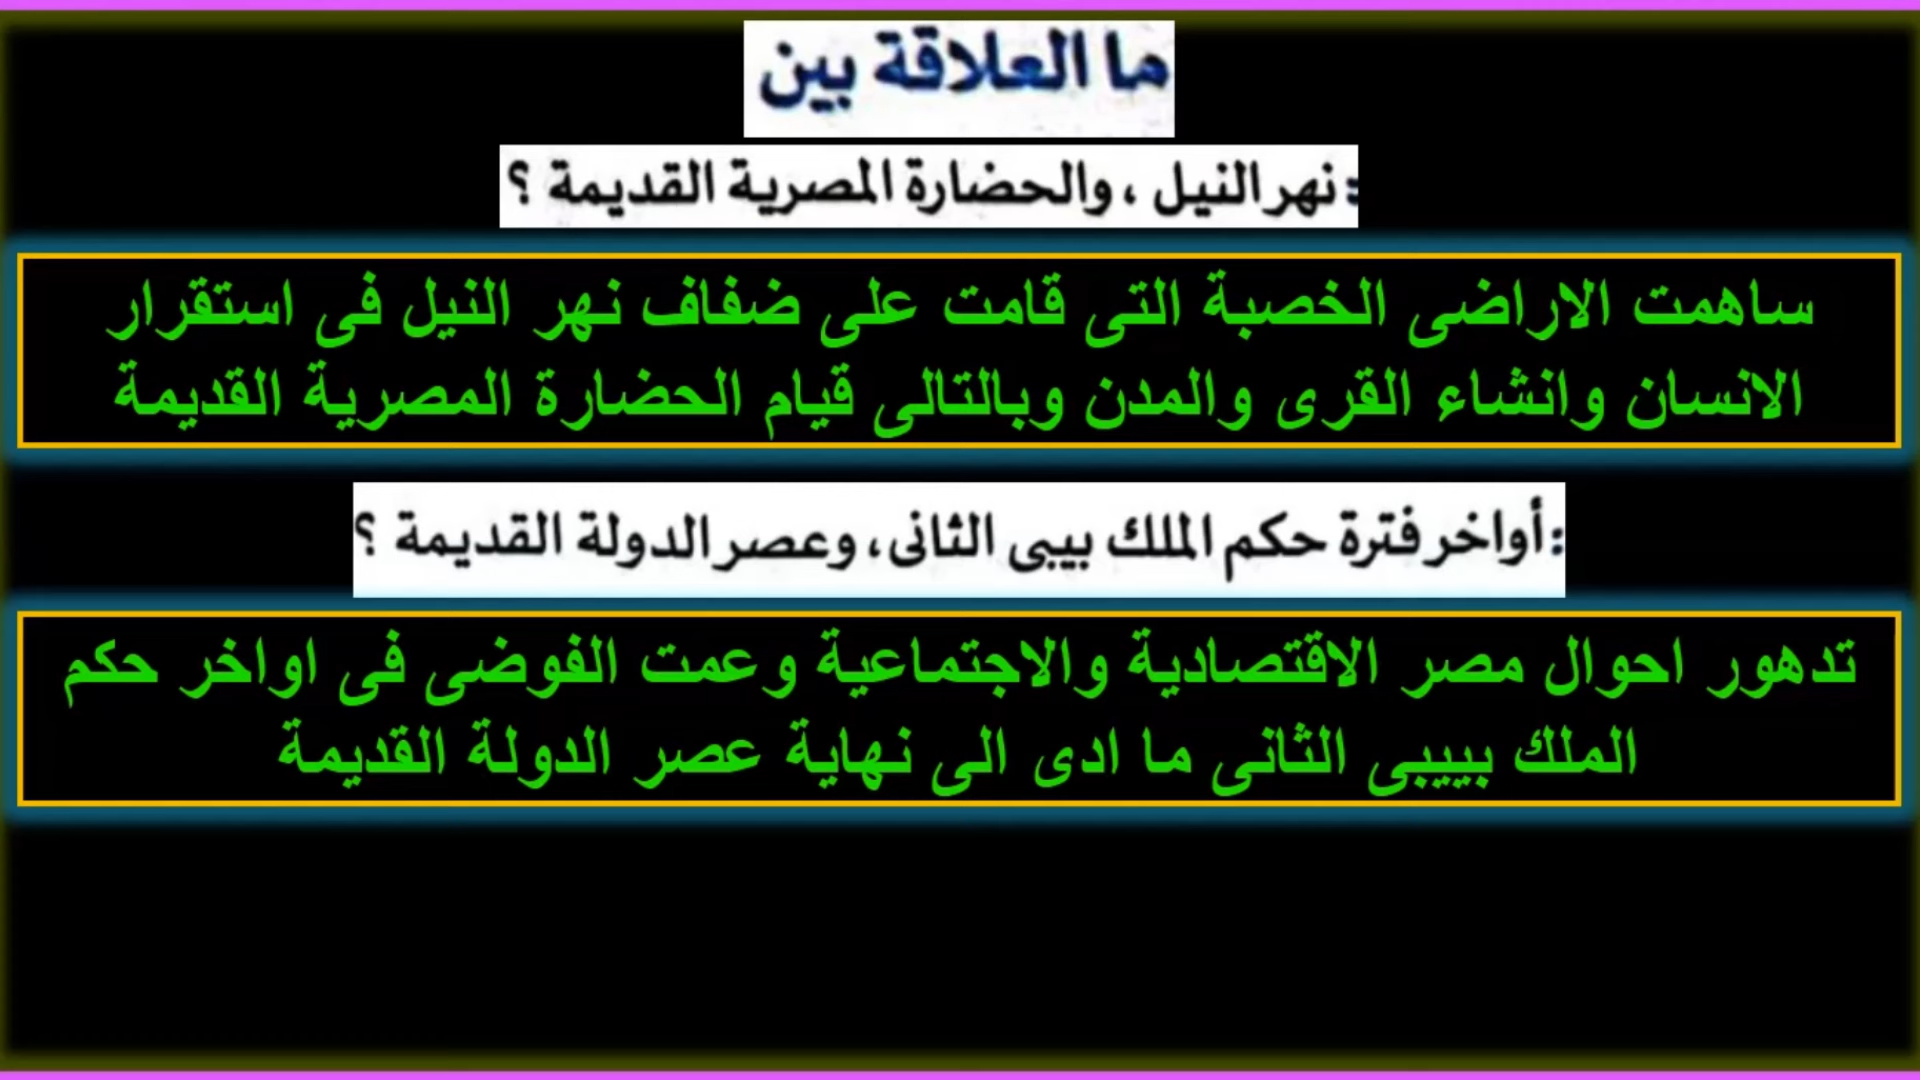 ما العلاقة بين
: نهر النيل ، والحضارة المصرية القديمة ؟
ساهمت الاراضى الخصبة التى قامت على ضفاف نهر النيل فى استقرار
الانسان وانشاء القرى والمدن وبالتالى قيام الحضارة المصرية القديمة
: أواخر فترة حكم الملك بيبى الثانى ، وعصر الدولة القديمة ؟
تدهور احوال مصر الاقتصادية والاجتماعية وعمت الفوضى فى اواخر حكم
الملك بييبى الثانى ما ادى الى نهاية عصر الدولة القديمة